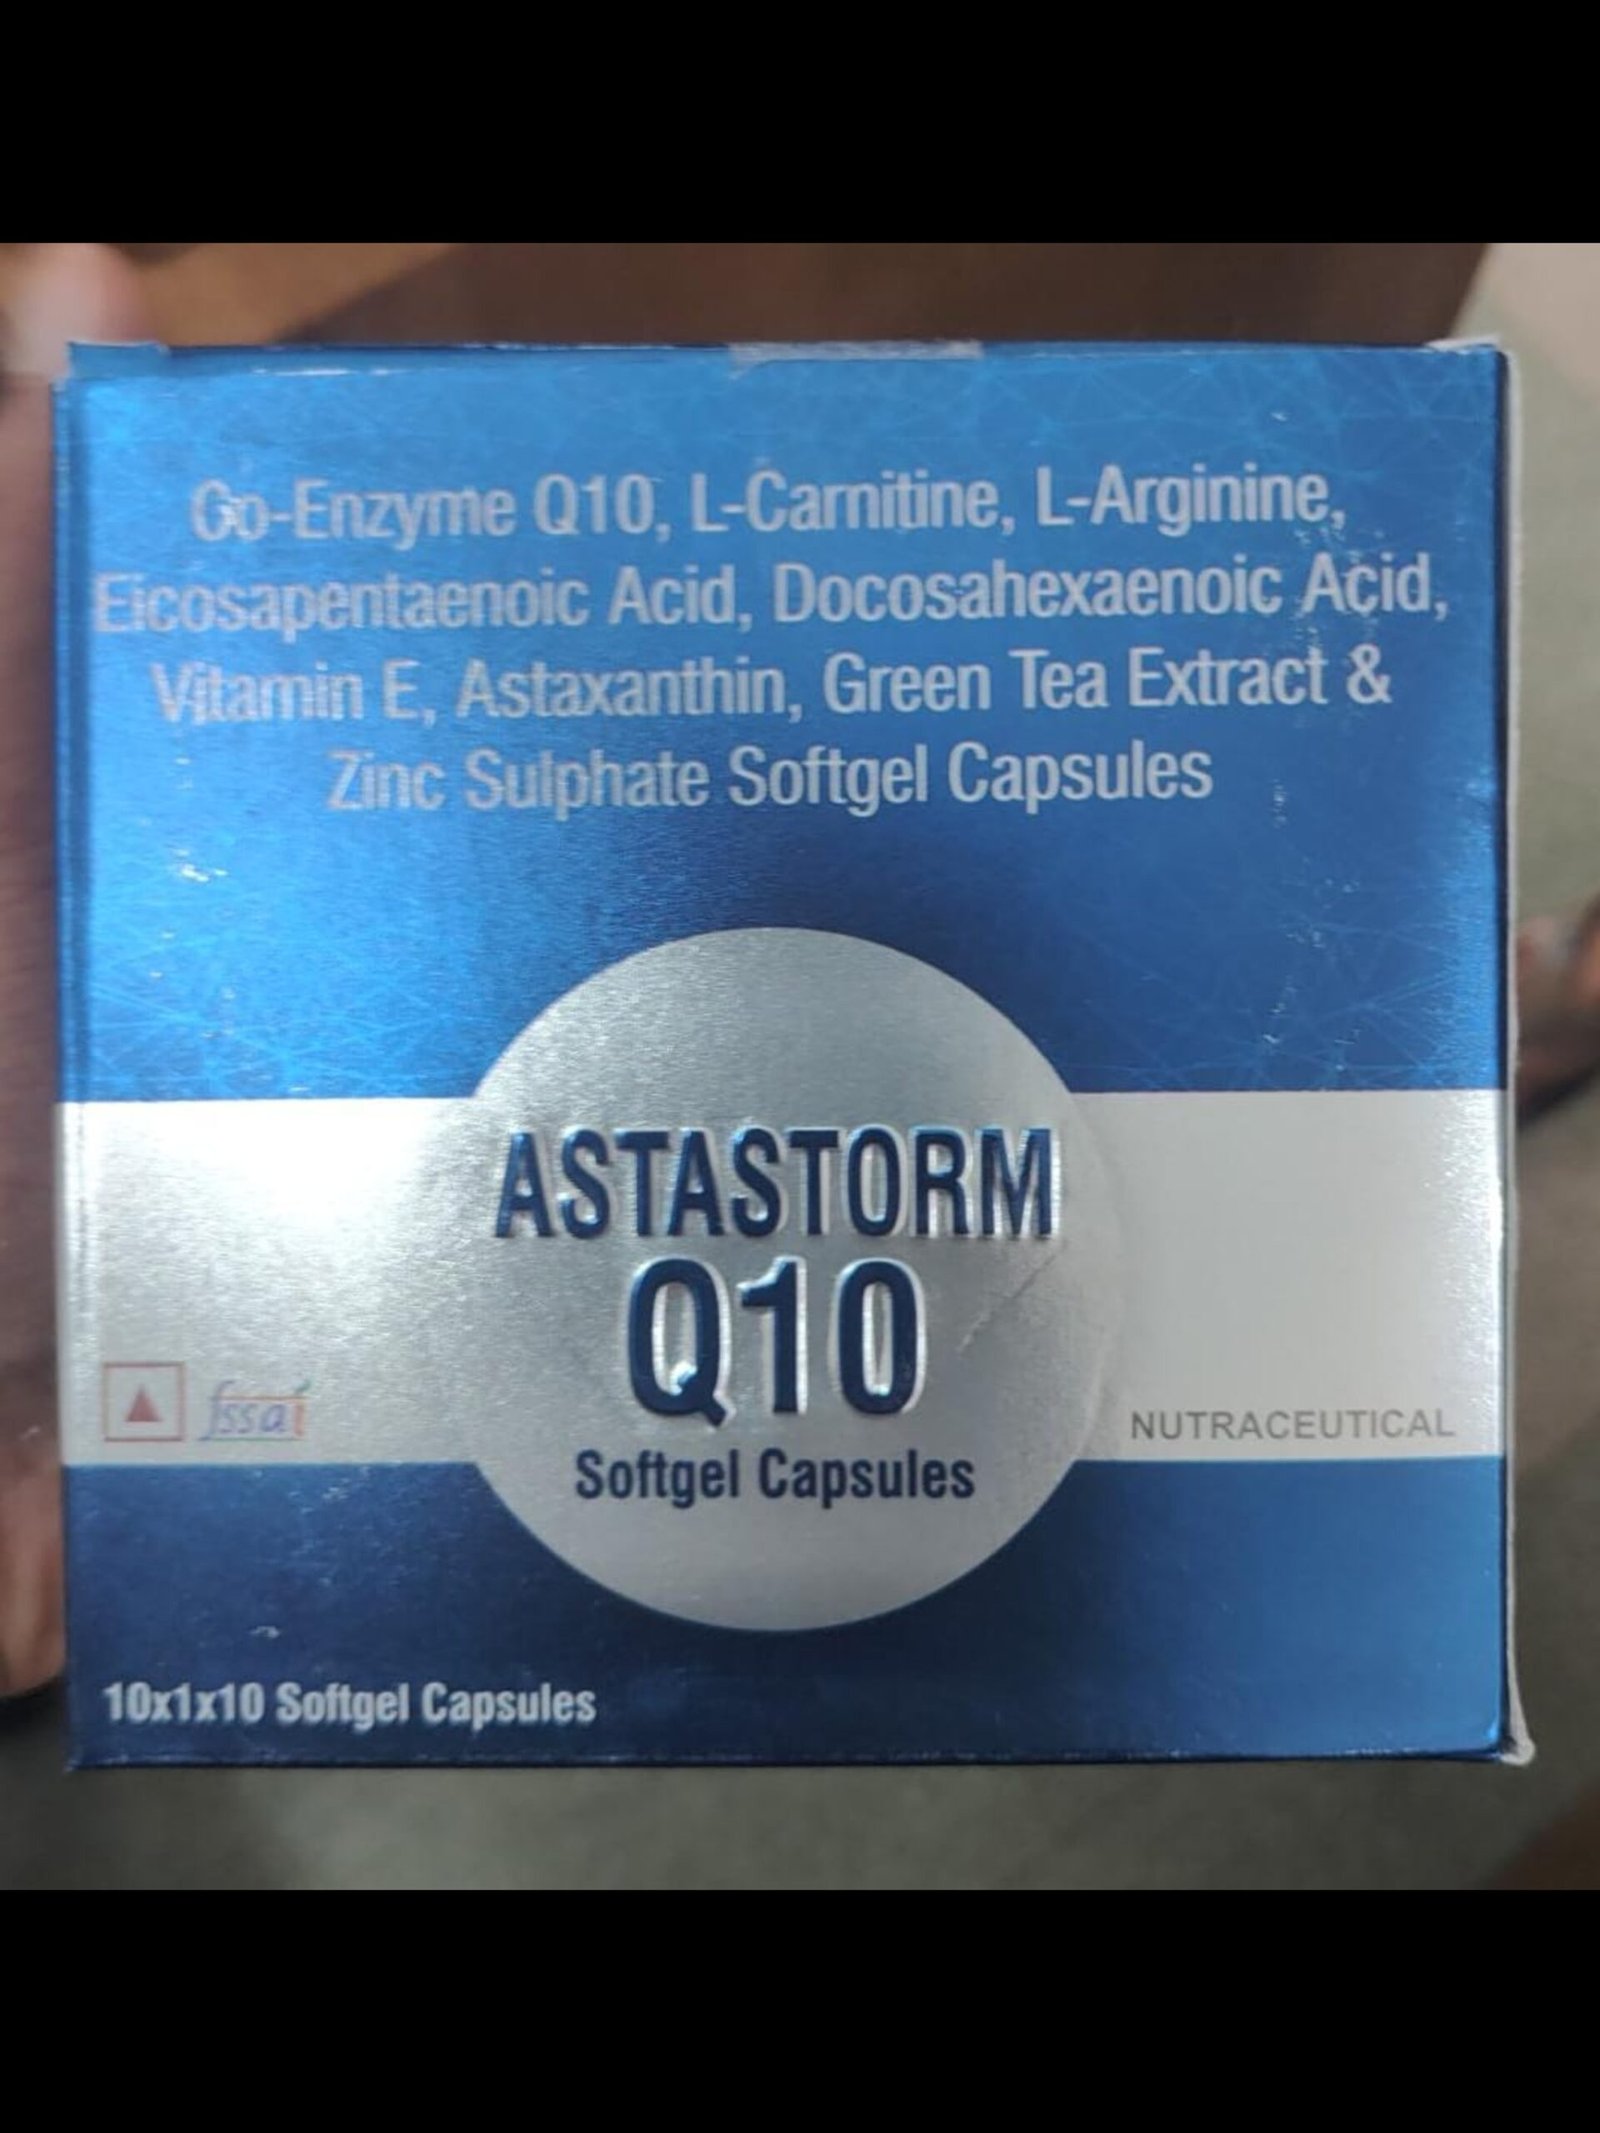 Co-Enzyme Q10, L-Carnitine, L-Arginine,
Eicosapentaenoic Acid, Docosahexaenoic Acid,
Vitamin E, Astaxanthin, Green Tea Extract &
Zinc Sulphate Softgel Capsules
ASTASTORM
Q10
Softgel Capsules
fssai
NUTRACEUTICAL
10x1x10 Softgel Capsules